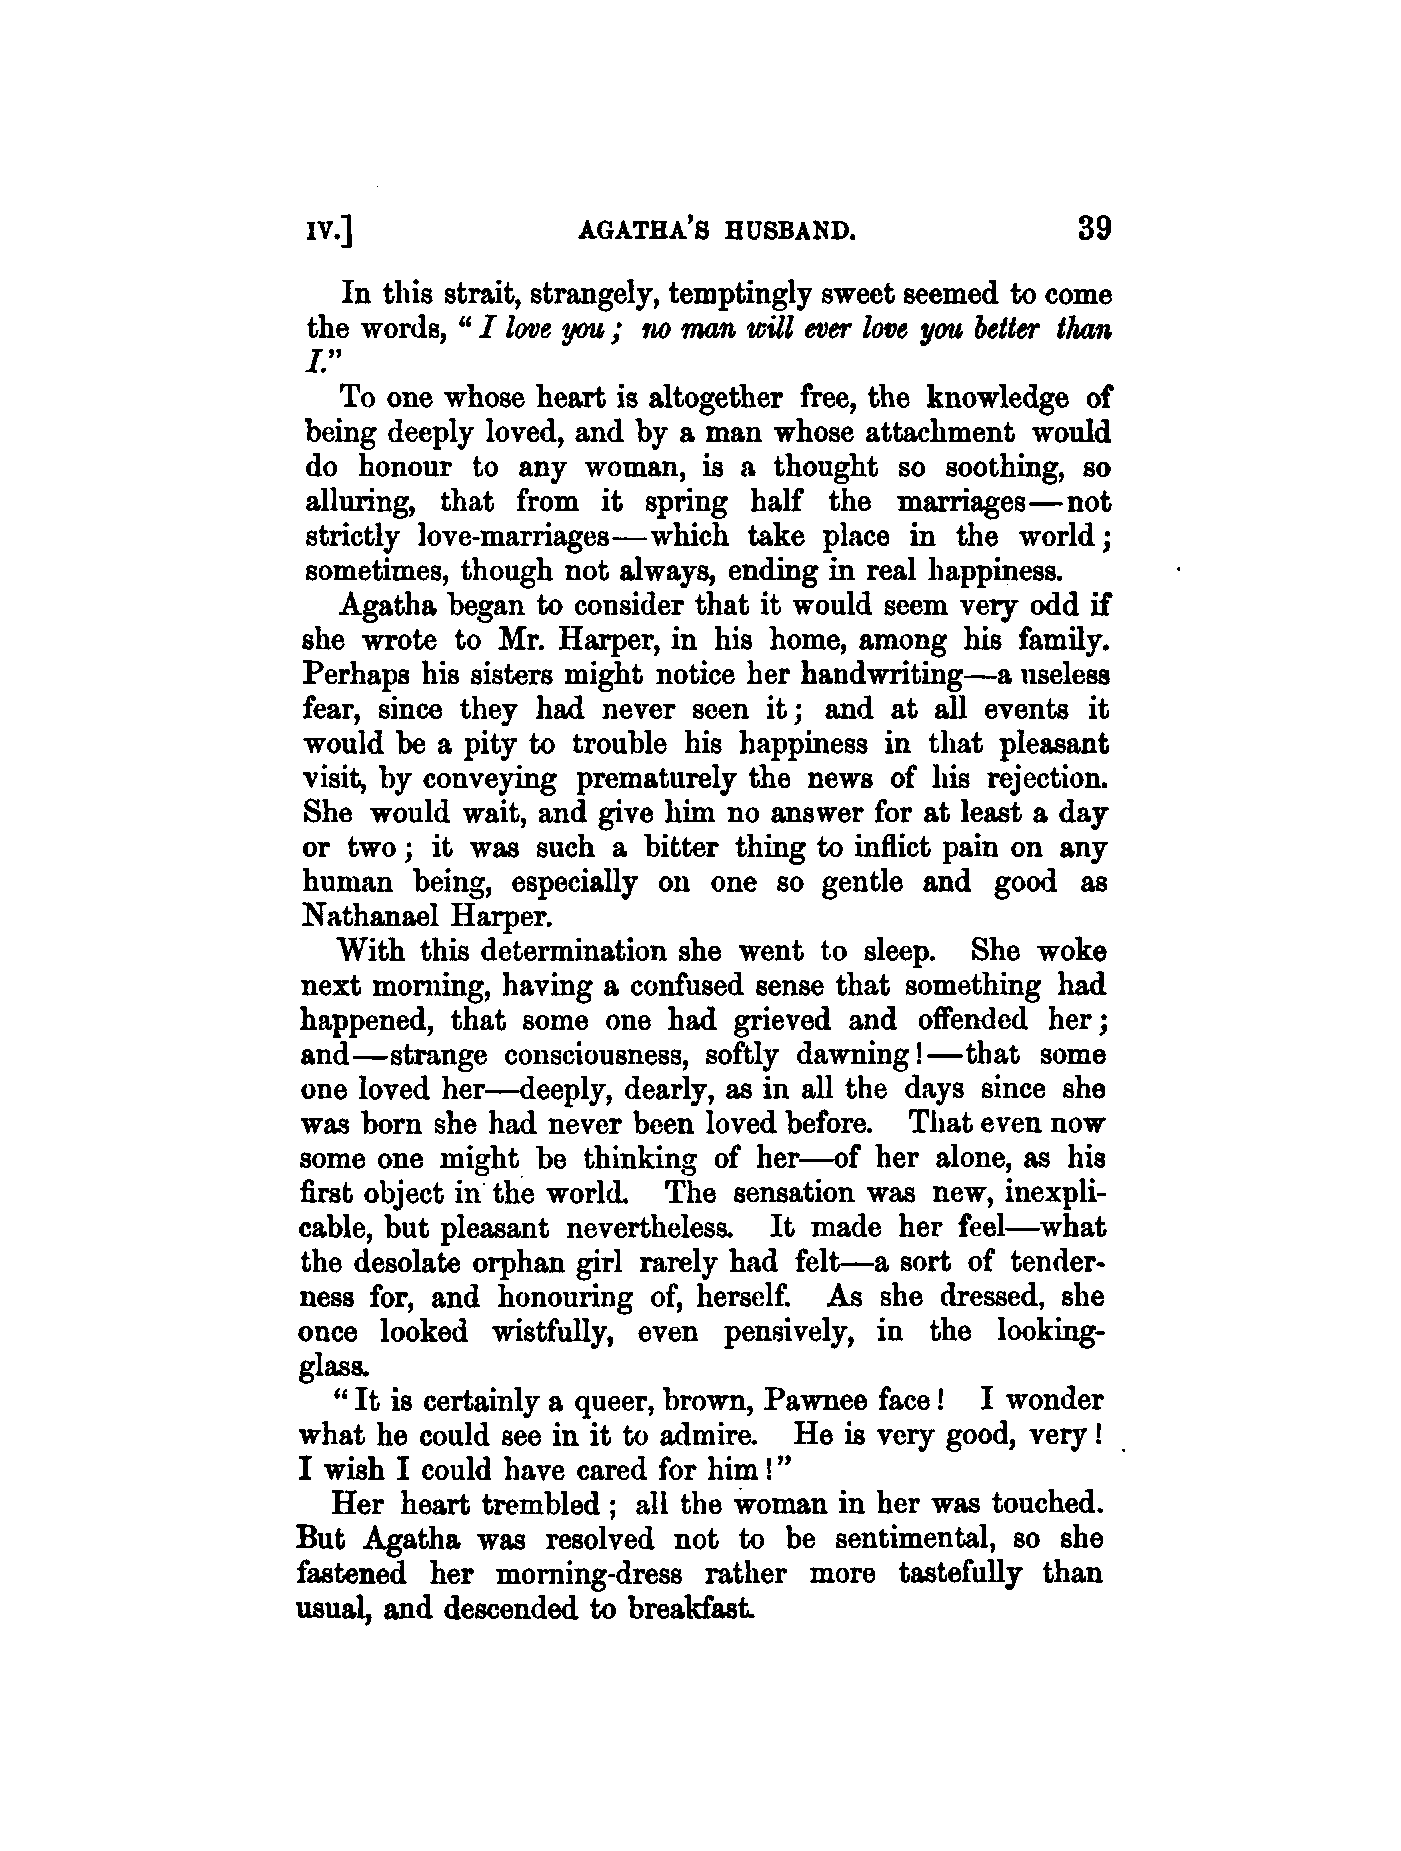 IV.] AGATHA'S HUSBAND. 39
In this strait, strangely, temptingly sweet seemed to come
the words, "I love you; no man will ever love you better than
I."
To one whose heart is altogether free, the knowledge of
being deeply loved, and by a man whose attachment would
do honour to any woman, is a thought so soothing, so
alluring, that from it spring half the marriages—not
strictly love-marriages—which take place in the world;
sometimes, though not always, ending in real happiness.
Agatha began to consider that it would seem very odd if
she wrote to Mr. Harper, in his home, among his family.
Perhaps his sisters might notice her handwriting—a useless
fear, since they had never seen it; and at all events it
would be a pity to trouble his happiness in that pleasant
visit, by conveying prematurely the news of his rejection.
She would wait, and give him no answer for at least a day
or two; it was such a bitter thing to inflict pain on any
human being, especially on one so gentle and good as
Nathanael Harper.
With this determination she went to sleep. She woke
next morning, having a confused sense that something had
happened, that some one had grieved and offended her;
and—strange consciousness, softly dawning!—that some
one loved her—deeply, dearly, as in all the days since she
was born she had never been loved before. That even now
some one might be thinking of her—of her alone, as his
first object in the world. The sensation was new, inexpli-
cable, but pleasant nevertheless. It made her feel—what
the desolate orphan girl rarely had felt—a sort of tender-
ness for, and honouring of, herself. As she dressed, she
once looked wistfully, even pensively, in the looking-
glass.
"It is certainly a queer, brown, Pawnee face! I wonder
what he could see in it to admire. He is very good, very!
I wish I could have cared for him!"
Her heart trembled; all the woman in her was touched.
But Agatha was resolved not to be sentimental, so she
fastened her morning-dress rather more tastefully than
usual, and descended to breakfast.